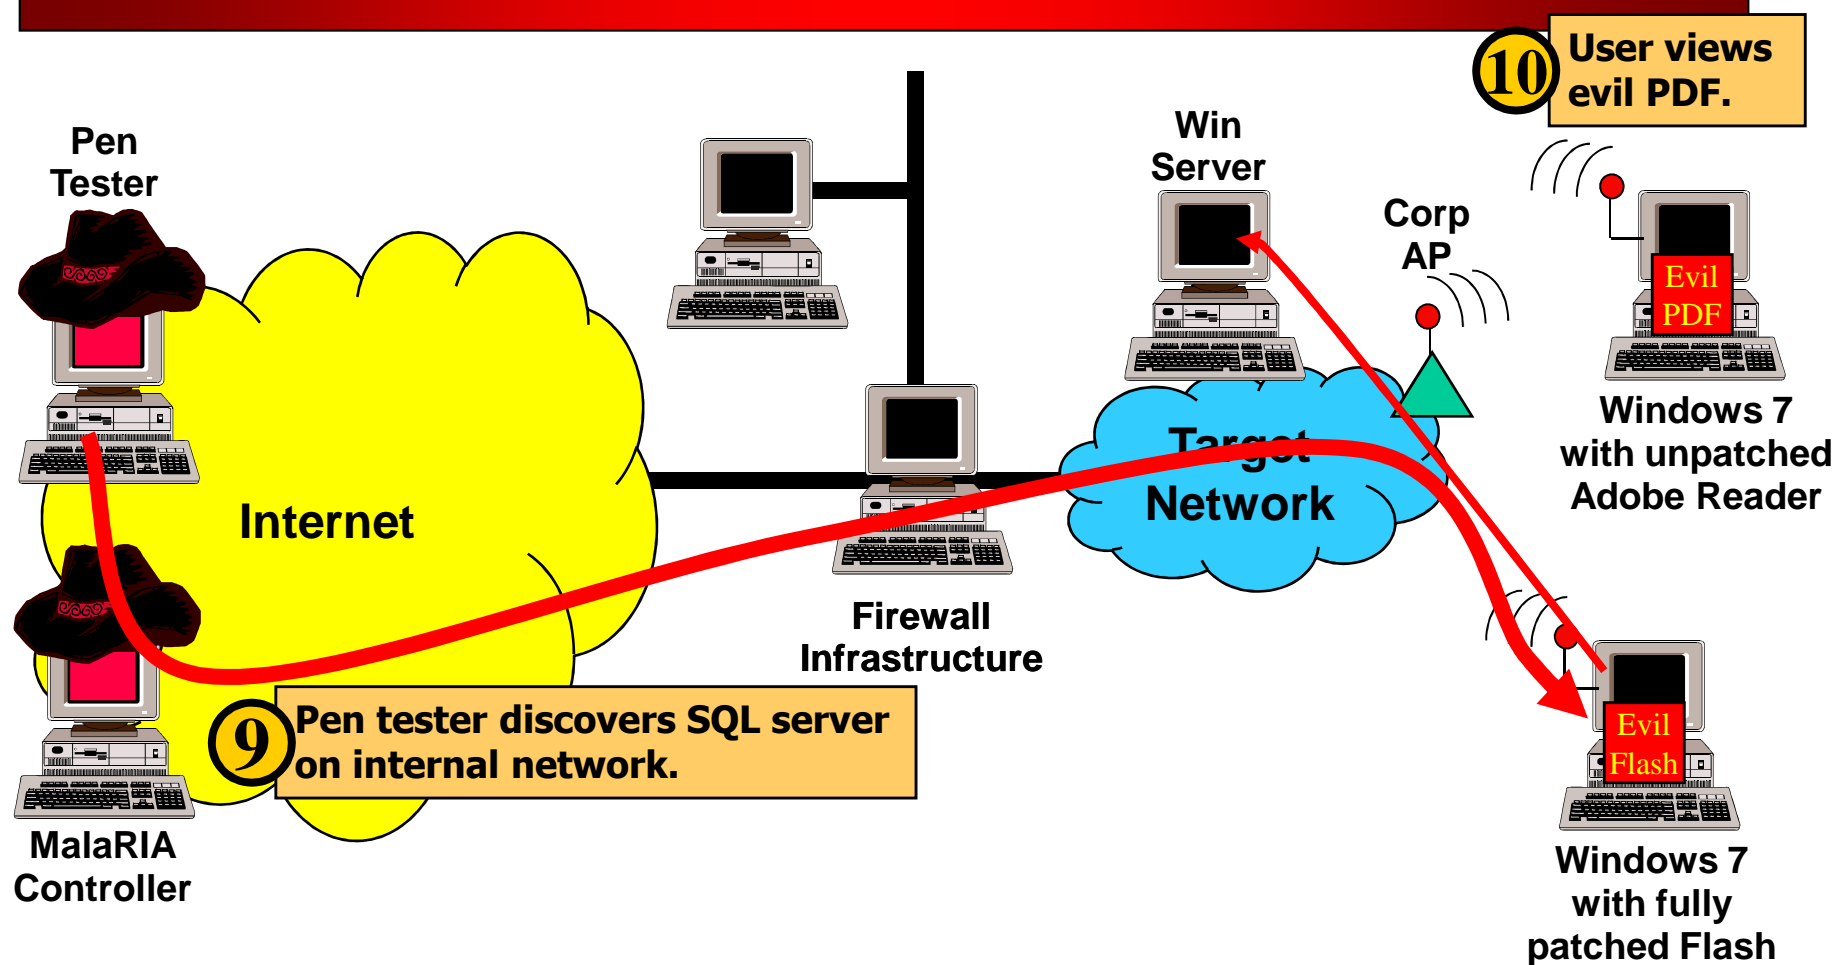 10
User views
evil PDF.
Pen
Tester
Win
Server
Corp
AP
Evil
PDF
Windows 7
with unpatched
Adobe Reader
Internet
Target
Network
Firewall
Infrastructure
9
Pen tester discovers SQL server
on internal network.
Evil
Flash
MalaRIA
Controller
Windows 7
with fully
patched Flash